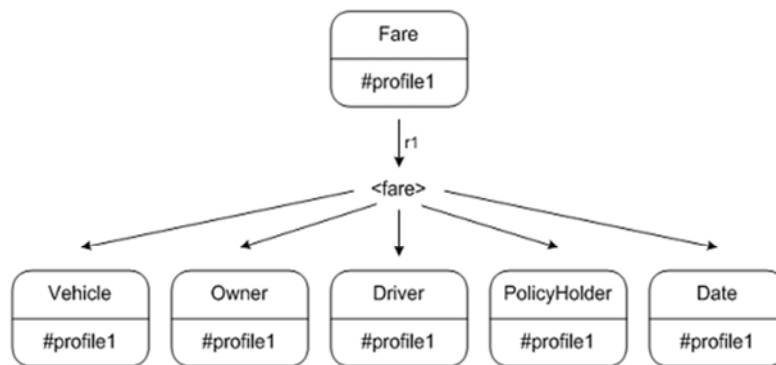 Fare
#profile1
r1
<fare>
Vehicle
Owner
Driver
PolicyHolder
Date
#profile1
#profile1
#profile1
#profile1
#profile1